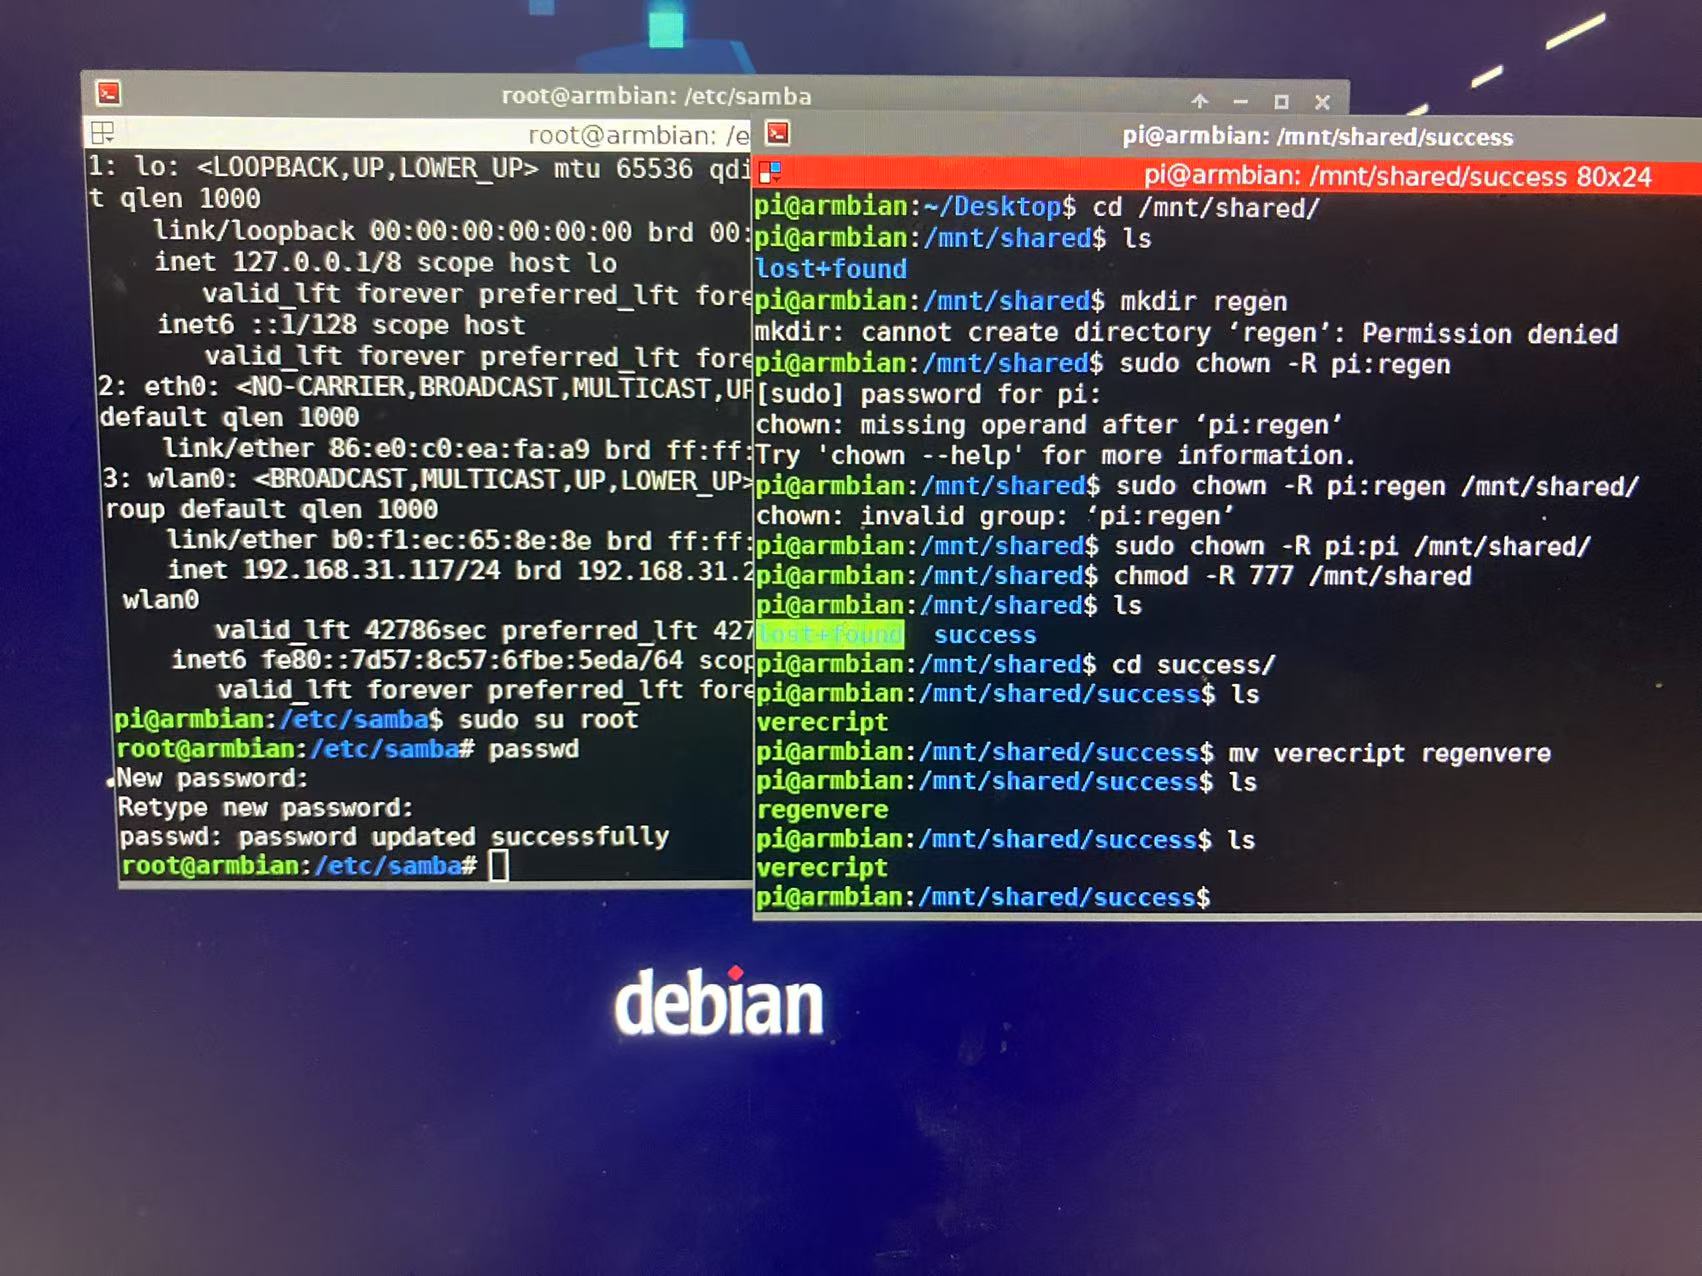 root@armbian: /etc/samba
root@armbian: /e
1: lo: <LOOPBACK,UP,LOWER_UP> mtu 65536 qdi
t qlen 1000
link/loopback 00:00:00:00:00:00 brd 00:
inet 127.0.0.1/8 scope host lo
valid_lft forever preferred_lft fore
inet6 ::1/128 scope host
valid_lft forever preferred_lft fore
2: eth0: <NO-CARRIER,BROADCAST,MULTICAST,UP
default qlen 1000
link/ether 86:e0:c0:ea:fa:a9 brd ff:ff:
3: wlan0: <BROADCAST,MULTICAST,UP,LOWER_UP>
roup default qlen 1000
link/ether b0:f1:ec:65:8e:8e brd ff:ff:
inet 192.168.31.117/24 brd 192.168.31.2
wlan0
valid_lft 42786sec preferred_lft 427
inet6 fe80::7d57:8c57:6fbe:5eda/64 scop
valid_lft forever preferred_lft fore
pi@armbian:/etc/samba$ sudo su root
root@armbian:/etc/samba# passwd
New password:
Retype new password:
passwd: password updated successfully
root@armbian:/etc/samba#
pi@armbian: /mnt/shared/success
pi@armbian: /mnt/shared/success 80x24
pi@armbian:~/Desktop$ cd /mnt/shared/
pi@armbian:/mnt/shared$ ls
lost+found
pi@armbian:/mnt/shared$ mkdir regen
mkdir: cannot create directory ‘regen’: Permission denied
pi@armbian:/mnt/shared$ sudo chown -R pi:regen
[sudo] password for pi:
chown: missing operand after ‘pi:regen’
Try 'chown --help' for more information.
pi@armbian:/mnt/shared$ sudo chown -R pi:regen /mnt/shared/
chown: invalid group: ‘pi:regen’
pi@armbian:/mnt/shared$ sudo chown -R pi:pi /mnt/shared/
pi@armbian:/mnt/shared$ chmod -R 777 /mnt/shared
pi@armbian:/mnt/shared$ ls
lost+found success
pi@armbian:/mnt/shared$ cd success/
pi@armbian:/mnt/shared/success$ ls
verecript
pi@armbian:/mnt/shared/success$ mv verecript regenvere
pi@armbian:/mnt/shared/success$ ls
regenvere
pi@armbian:/mnt/shared/success$ ls
verecript
pi@armbian:/mnt/shared/success$
debian